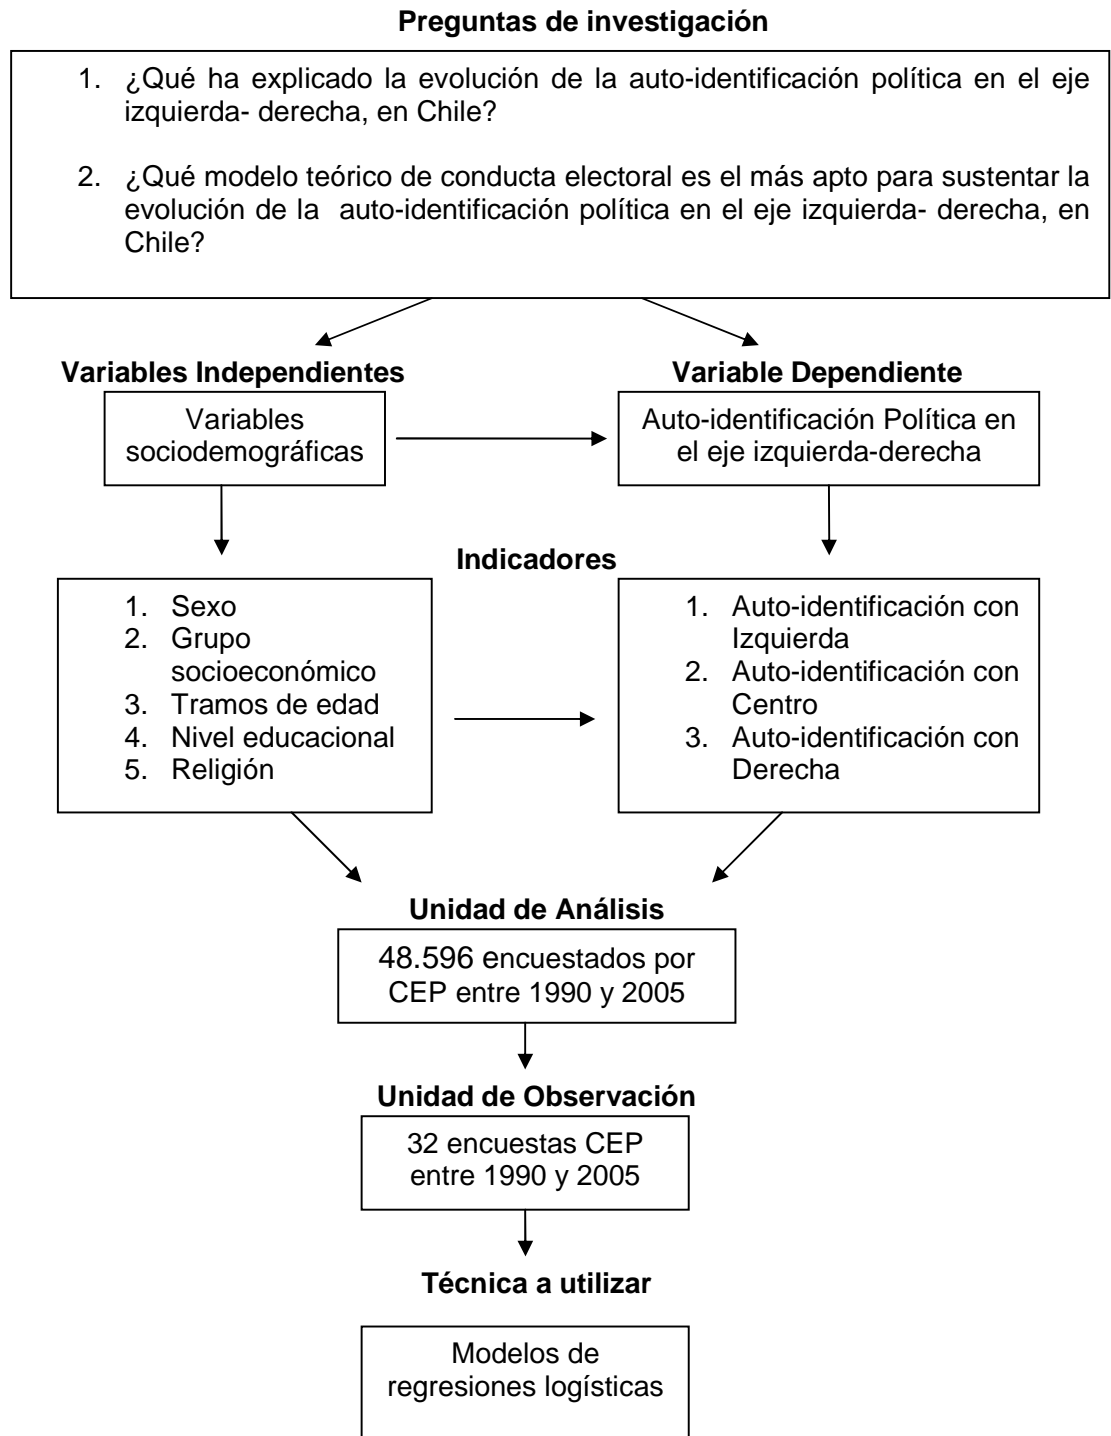 Preguntas de investigación
1. ¿Qué ha explicado la evolución de la auto-identificación política en el eje
izquierda- derecha, en Chile?
2. ¿Qué modelo teórico de conducta electoral es el más apto para sustentar la
evolución de la auto-identificación política en el eje izquierda- derecha, en
Chile?
Variables Independientes
Variables
sociodemográficas
Variable Dependiente
Auto-identificación Política en
el eje izquierda-derecha
Indicadores
1. Sexo
2. Grupo
socioeconómico
3. Tramos de edad
4. Nivel educacional
5. Religión
1. Auto-identificación con
Izquierda
2. Auto-identificación con
Centro
3. Auto-identificación con
Derecha
Unidad de Análisis
48.596 encuestados por
CEP entre 1990 y 2005
Unidad de Observación
32 encuestas CEP
entre 1990 y 2005
Técnica a utilizar
Modelos de
regresiones logísticas